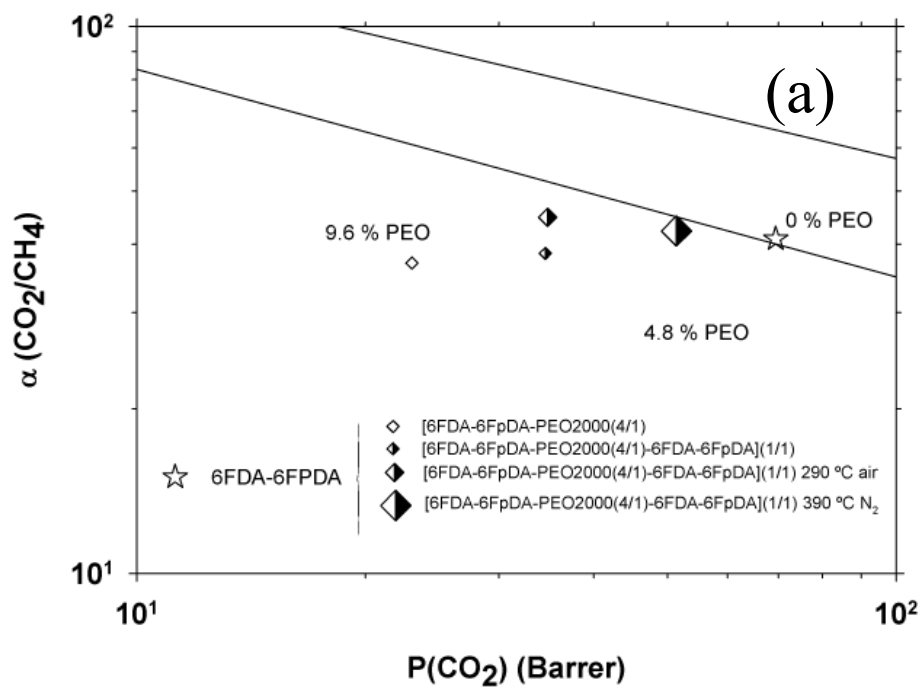 10²
(a)
α (CO₂/CH₄)
9.6 % PEO
0 % PEO
4.8 % PEO
[6FDA-6FpDA-PEO2000(4/1)
[6FDA-6FpDA-PEO2000(4/1)-6FDA-6FpDA](1/1)
6FDA-6FPDA
[6FDA-6FpDA-PEO2000(4/1)-6FDA-6FpDA](1/1) 290 ºC air
[6FDA-6FpDA-PEO2000(4/1)-6FDA-6FpDA](1/1) 390 ºC N₂
10¹
10¹
10²
P(CO₂) (Barrer)